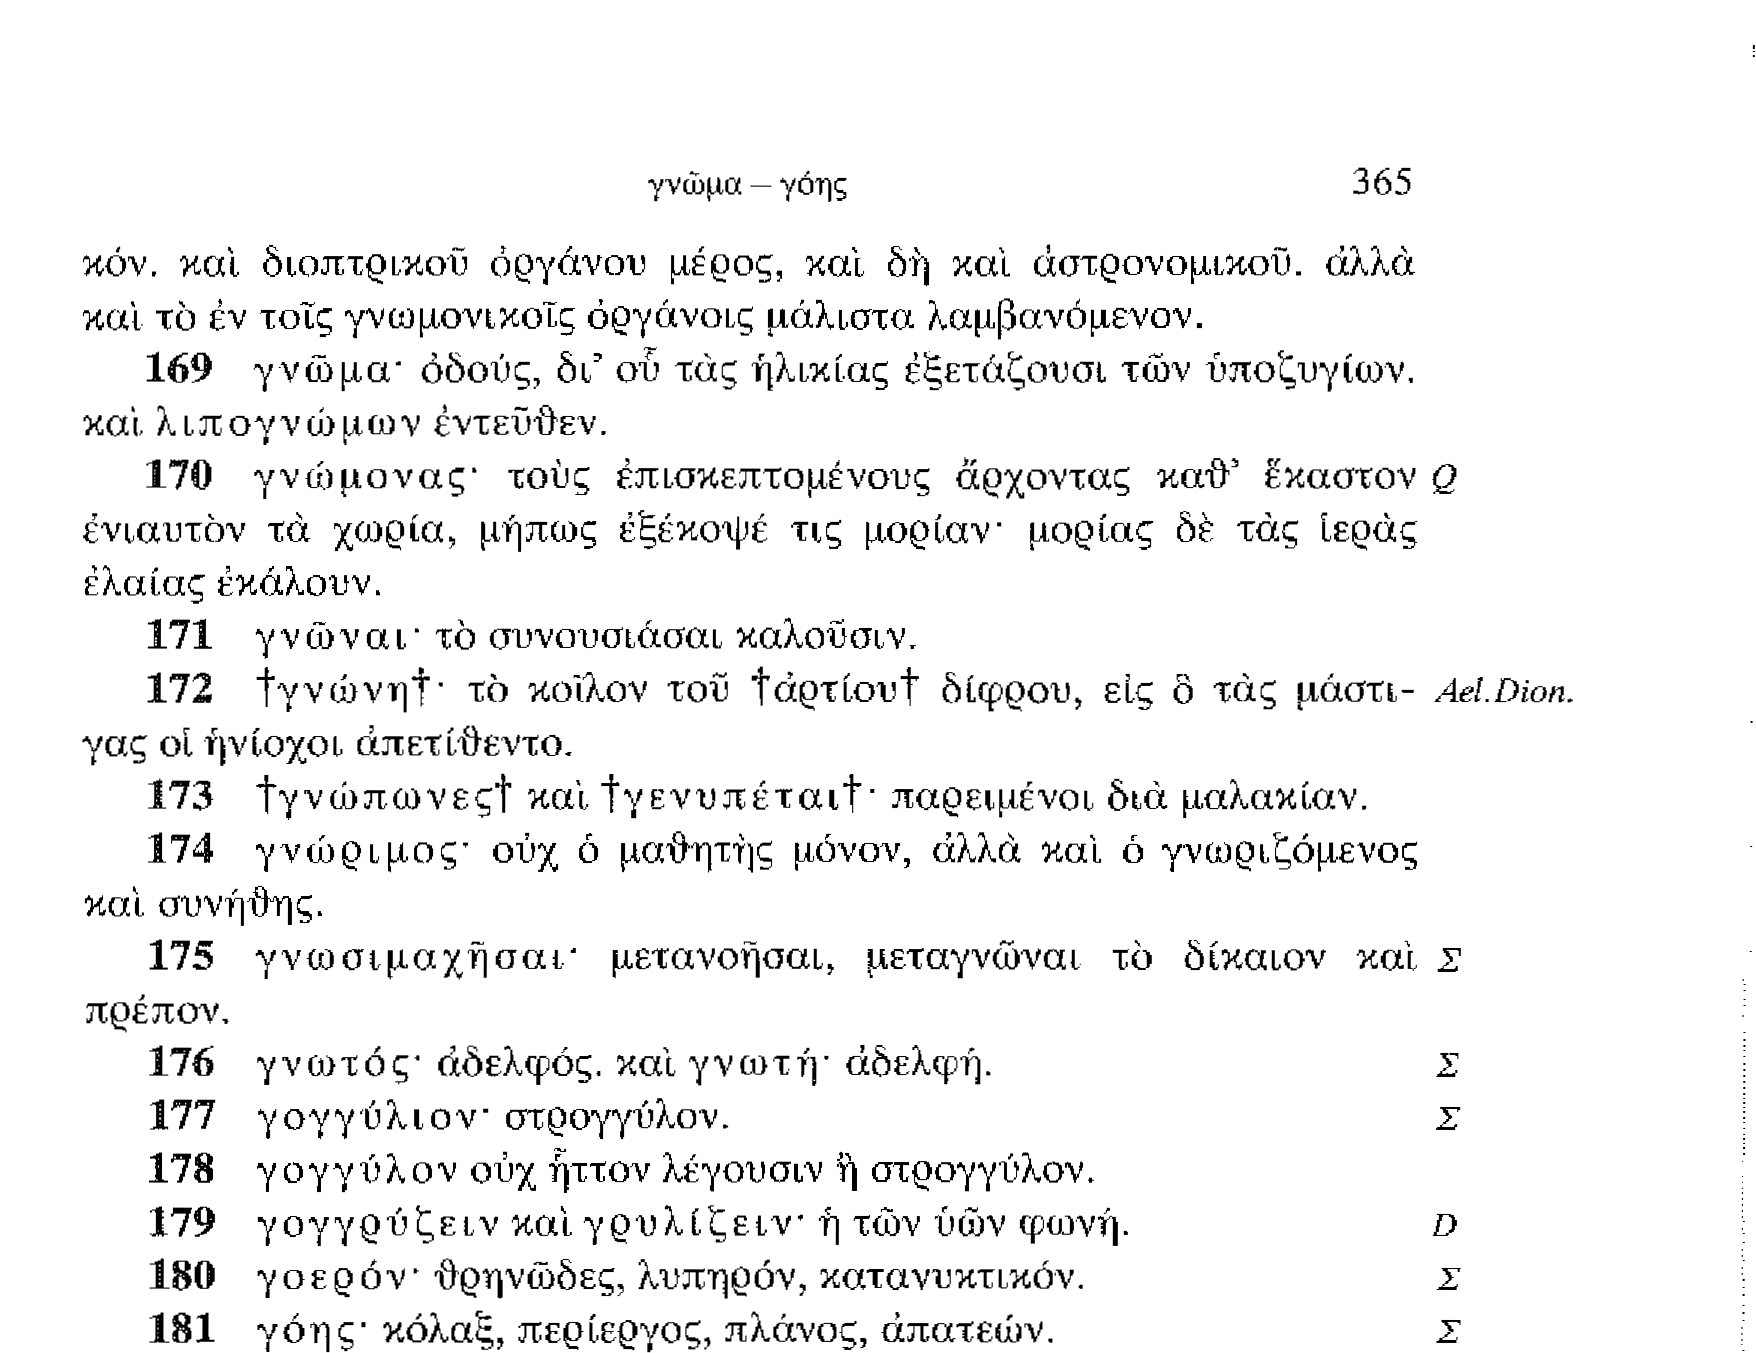 γνῶμα – γόης 365
κόν. καὶ διοπτρικοῦ ὀργάνου μέρος, καὶ δὴ καὶ ἀστρονομικοῦ. ἀλλὰ
καὶ τὸ ἐν τοῖς γνωμονικοῖς ὀργάνοις μάλιστα λαμβανόμενον.
169 γνῶμα· ὀδούς, δι’ οὗ τὰς ἡλικίας ἐξετάζουσι τῶν ὑποζυγίων.
καὶ λιπογνώμων ἐντεῦθεν.
170 γνώμονας· τοὺς ἐπισκεπτομένους ἄρχοντας καθ’ ἕκαστον Q
ἐνιαυτὸν τὰ χωρία, μήπως ἐξέκοψέ τις μορίαν· μορίας δὲ τὰς ἱερὰς
ἐλαίας ἐκάλουν.
171 γνῶναι· τὸ συνουσιάσαι καλοῦσιν.
172 †γνώνη†· τὸ κοῖλον τοῦ †ἀρτίου† δίφρου, εἰς ὃ τὰς μάστι- Ael.Dion.
γας οἱ ἡνίοχοι ἀπετίθεντο.
173 †γνώπωνες† καὶ †γενυπέται†· παρειμένοι διὰ μαλακίαν.
174 γνώριμος· οὐχ ὁ μαθητὴς μόνον, ἀλλὰ καὶ ὁ γνωριζόμενος
καὶ συνήθης.
175 γνωσιμαχῆσαι· μετανοῆσαι, μεταγνῶναι τὸ δίκαιον καὶ Σ
πρέπον.
176 γνωτός· ἀδελφός. καὶ γνωτή· ἀδελφή. Σ
177 γογγύλιον· στρογγύλον. Σ
178 γογγύλον οὐχ ἧττον λέγουσιν ἢ στρογγύλον.
179 γογγρύζειν καὶ γρυλίζειν· ἡ τῶν ὑῶν φωνή. D
180 γοερόν· θρηνῶδες, λυπηρόν, κατανυκτικόν. Σ
181 γόης· κόλαξ, περίεργος, πλάνος, ἀπατεών. Σ